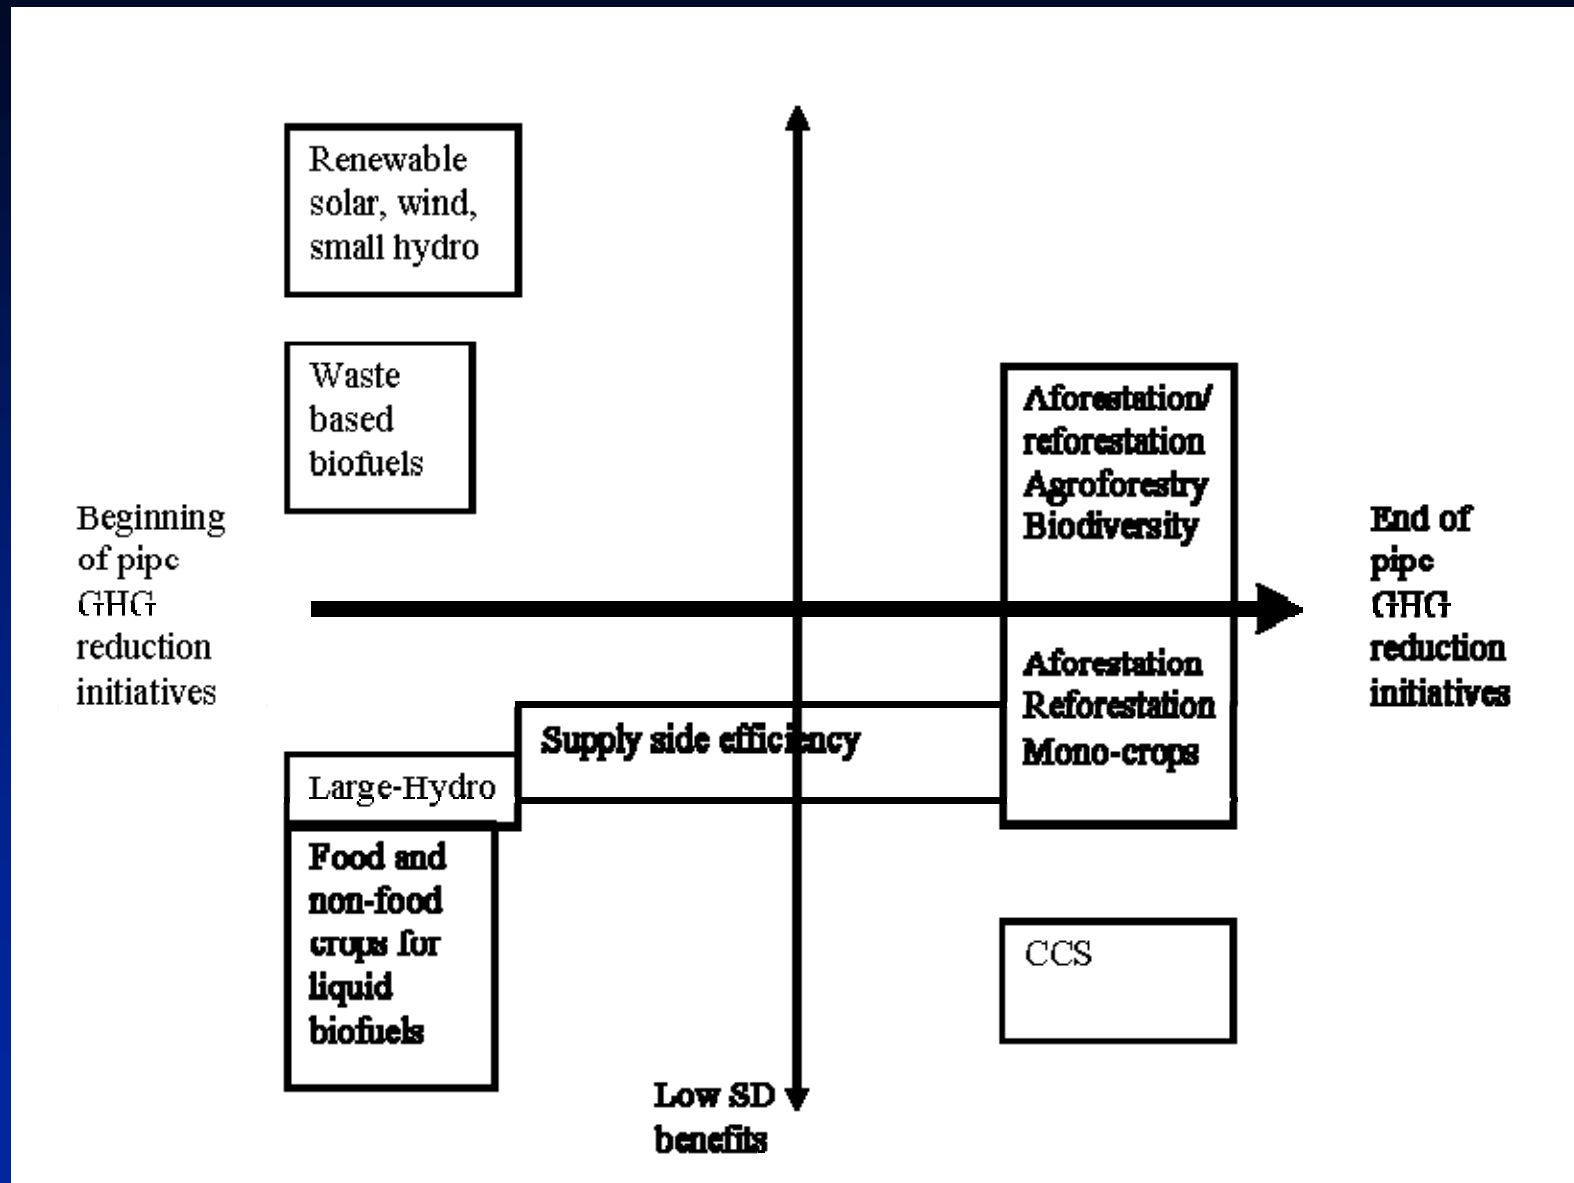 Renewable
solar, wind,
small hydro
Waste
based
biofuels
Aforestation/
reforestation
Agroforestry
Biodiversity
Beginning
of pipe
GHG
reduction
initiatives
End of
pipe
GHG
reduction
initiatives
Aforestation
Reforestation
Mono-crops
Supply side efficiency
Large-Hydro
Food and
non-food
crops for
liquid
biofuels
CCS
Low SD
benefits